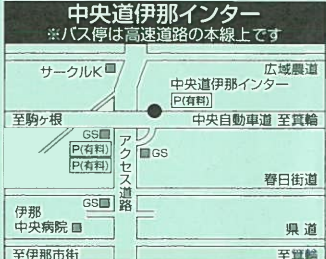 中央道伊那インター
※バス停は高速道路の本線上です
サークルK
広域農道
中央道伊那インター
P(有料)
至駒ヶ根
中央自動車道 至箕輪
GS
P(有料)
P(有料)
アクセス道路
GS
春日街道
GS
伊那
中央病院
県道
至伊那市街
至箕輪